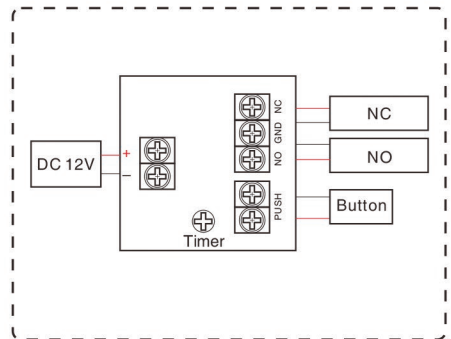 DC 12V
+
−
NC
GND
NO
PUSH
Timer
NC
NO
Button